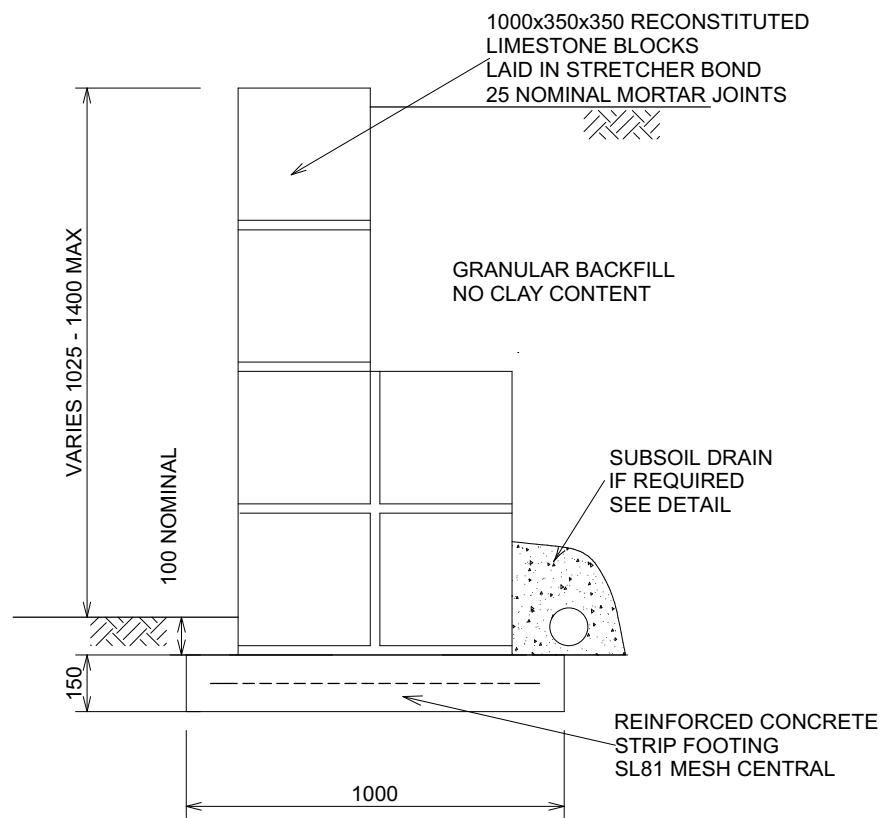 1000x350x350 RECONSTITUTED
LIMESTONE BLOCKS
LAID IN STRETCHER BOND
25 NOMINAL MORTAR JOINTS
GRANULAR BACKFILL
NO CLAY CONTENT
VARIES 1025 - 1400 MAX
100 NOMINAL
SUBSOIL DRAIN
IF REQUIRED
SEE DETAIL
150
REINFORCED CONCRETE
STRIP FOOTING
SL81 MESH CENTRAL
1000